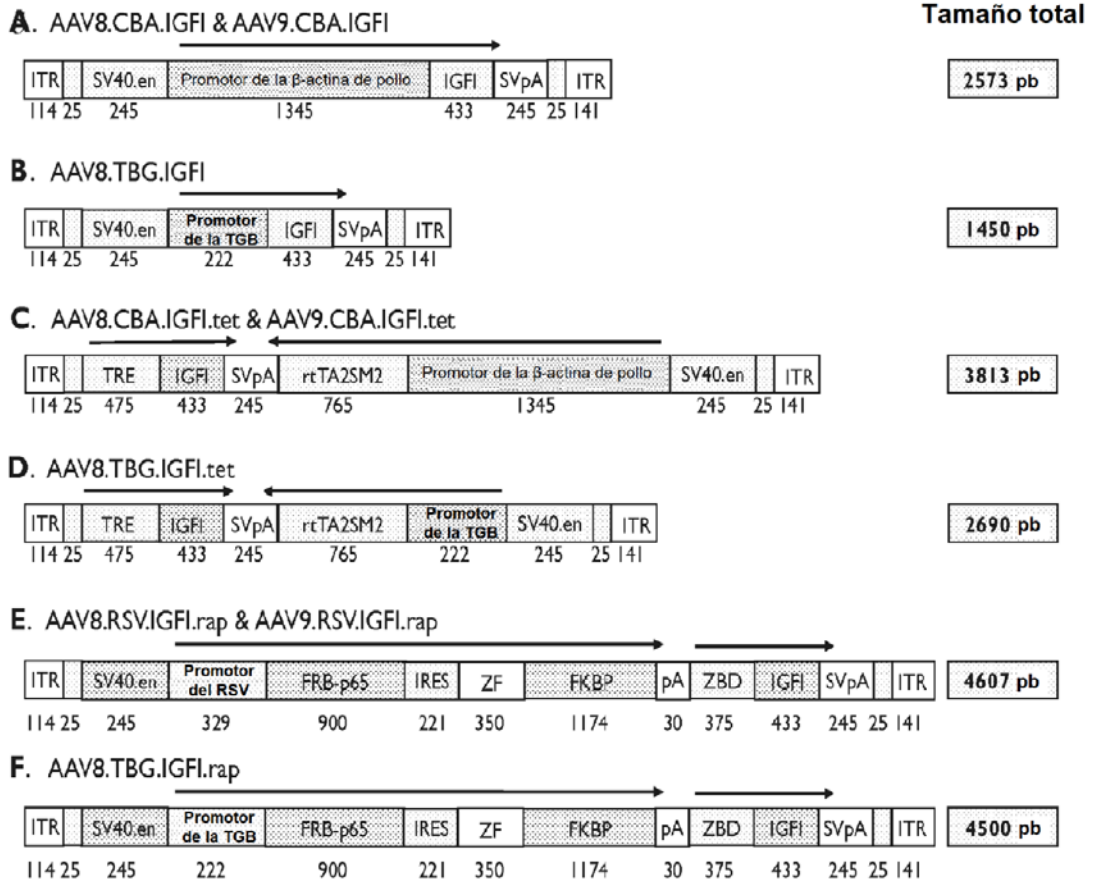 A. AAV8.CBA.IGFI & AAV9.CBA.IGFI
Tamaño total
ITR SV40.en Promotor de la β-actina de pollo IGFI SVpA ITR
114 25 245 1345 433 245 25 141
2573 pb
B. AAV8.TBG.IGFI
ITR SV40.en Promotor de la TGB IGFI SVpA ITR
114 25 245 222 433 245 25 141
1450 pb
C. AAV8.CBA.IGFI.tet & AAV9.CBA.IGFI.tet
ITR TRE IGFI SVpA rtTA2SM2 Promotor de la β-actina de pollo SV40.en ITR
114 25 475 433 245 765 1345 245 25 141
3813 pb
D. AAV8.TBG.IGFI.tet
ITR TRE IGFI SVpA rtTA2SM2 Promotor de la TGB SV40.en ITR
114 25 475 433 245 765 222 245 25 141
2690 pb
E. AAV8.RSV.IGFI.rap & AAV9.RSV.IGFI.rap
ITR SV40.en Promotor del RSV FRB-p65 IRES ZF FKBP pA ZBD IGFI SVpA ITR
114 25 245 329 900 221 350 1174 30 375 433 245 25 141
4607 pb
F. AAV8.TBG.IGFI.rap
ITR SV40.en Promotor de la TGB FRB-p65 IRES ZF FKBP pA ZBD IGFI SVpA ITR
114 25 245 222 900 221 350 1174 30 375 433 245 25 141
4500 pb